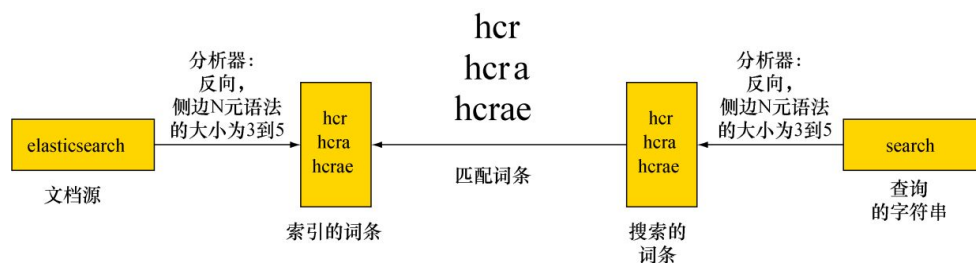 hcr
hcra
hcrae
分析器：
反向，
侧边N元语法
的大小为3到5
分析器：
反向，
侧边N元语法
的大小为3到5
elasticsearch
hcr
hcra
hcrae
hcr
hcra
hcrae
search
文档源
匹配词条
查询
的字符串
索引的词条
搜索的
词条